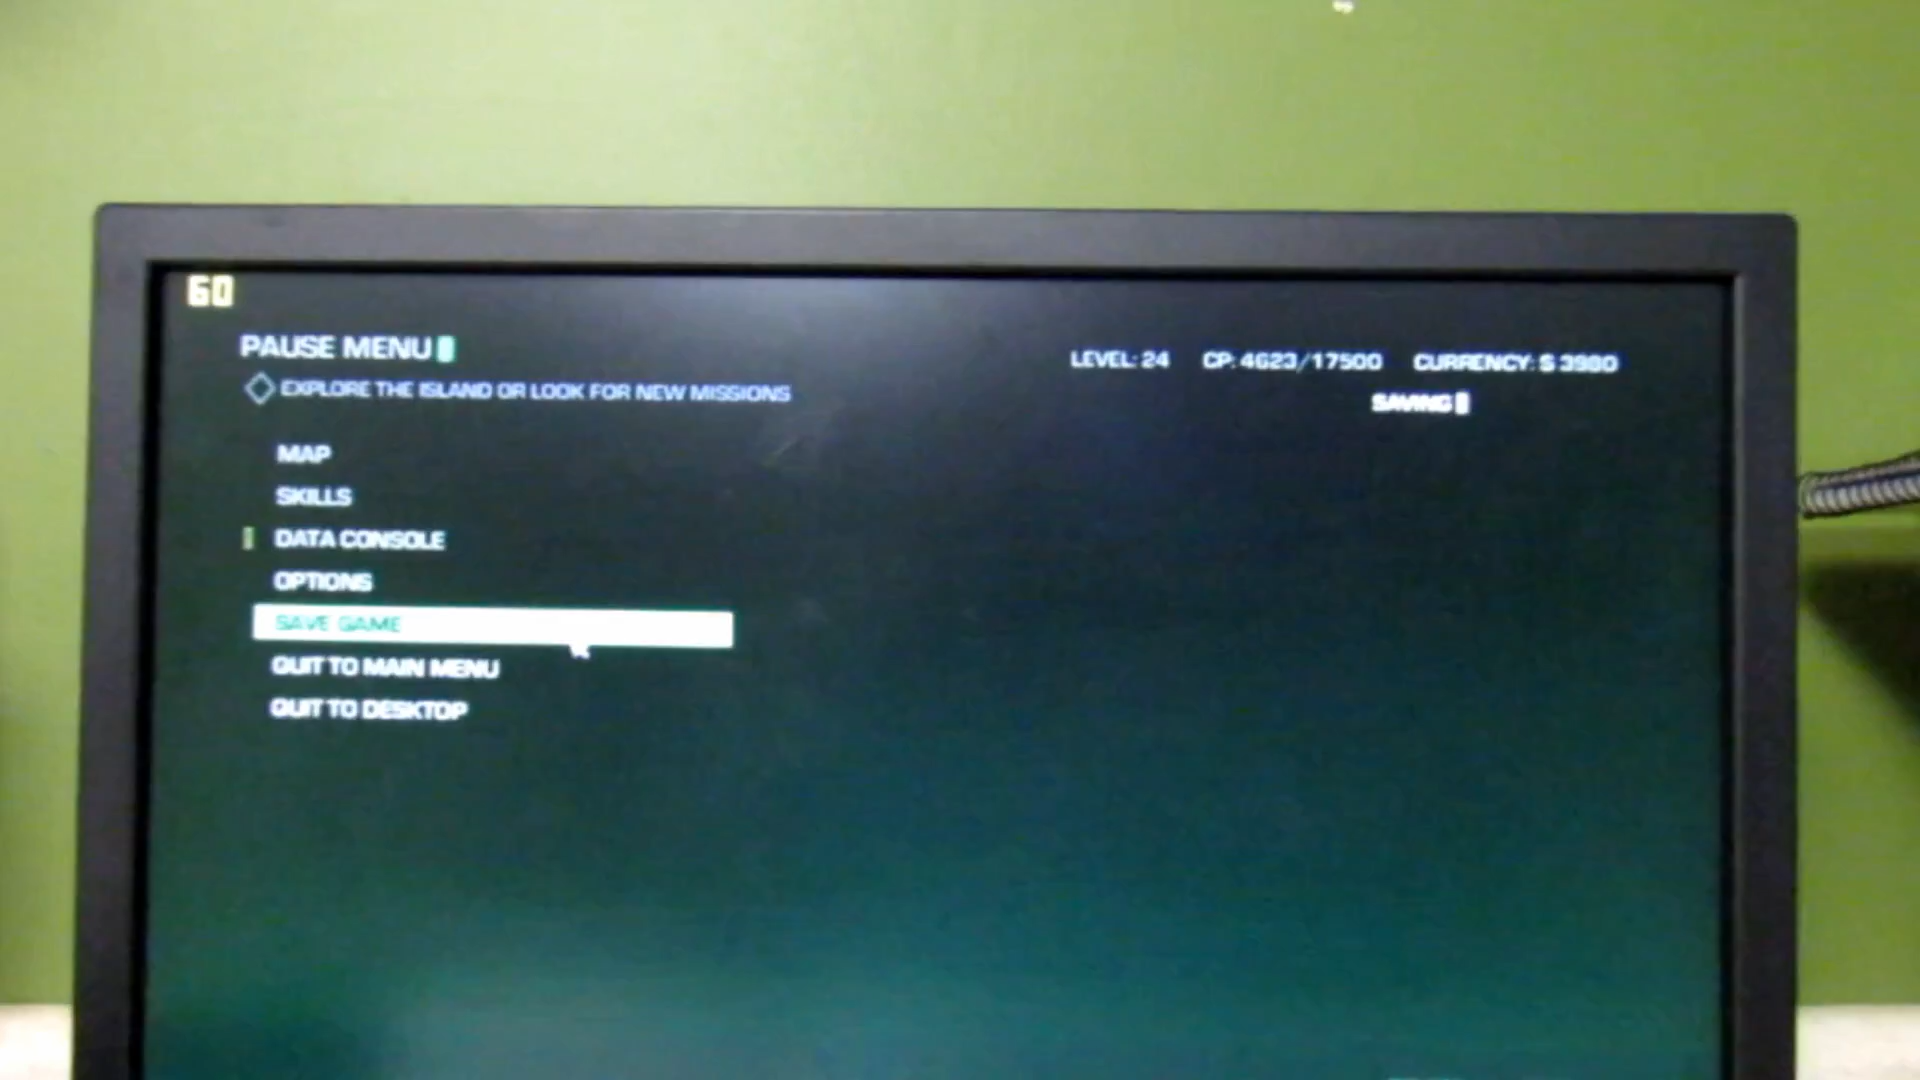 60
PAUSE MENU
LEVEL: 24 CP: 4623/17500 CURRENCY: $ 3980
EXPLORE THE ISLAND OR LOOK FOR NEW MISSIONS
SAVING
MAP
SKILLS
DATA CONSOLE
OPTIONS
SAVE GAME
QUIT TO MAIN MENU
QUIT TO DESKTOP